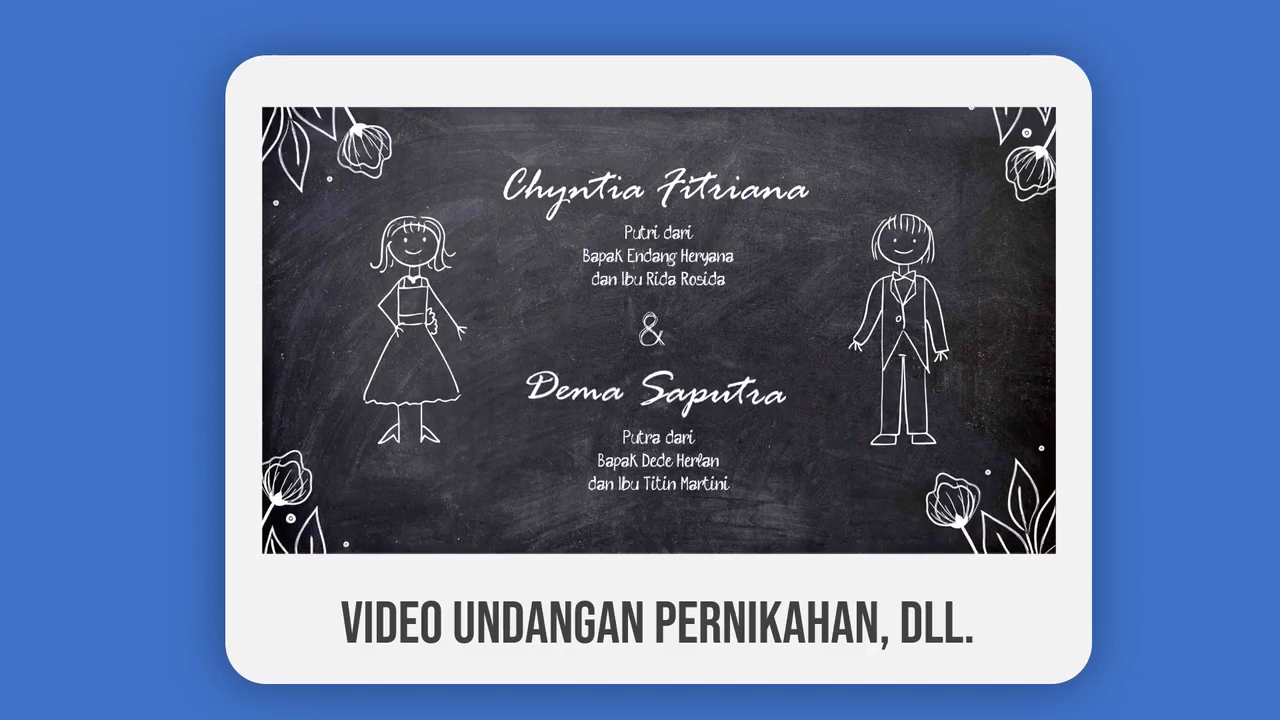 Chyntia Fitriana
Putri dari
Bapak Endang Heryana
dan Ibu Rida Rosida
&
Dema Saputra
Putra dari
Bapak Dede Herlan
dan Ibu Titin Martini
VIDEO UNDANGAN PERNIKAHAN, DLL.